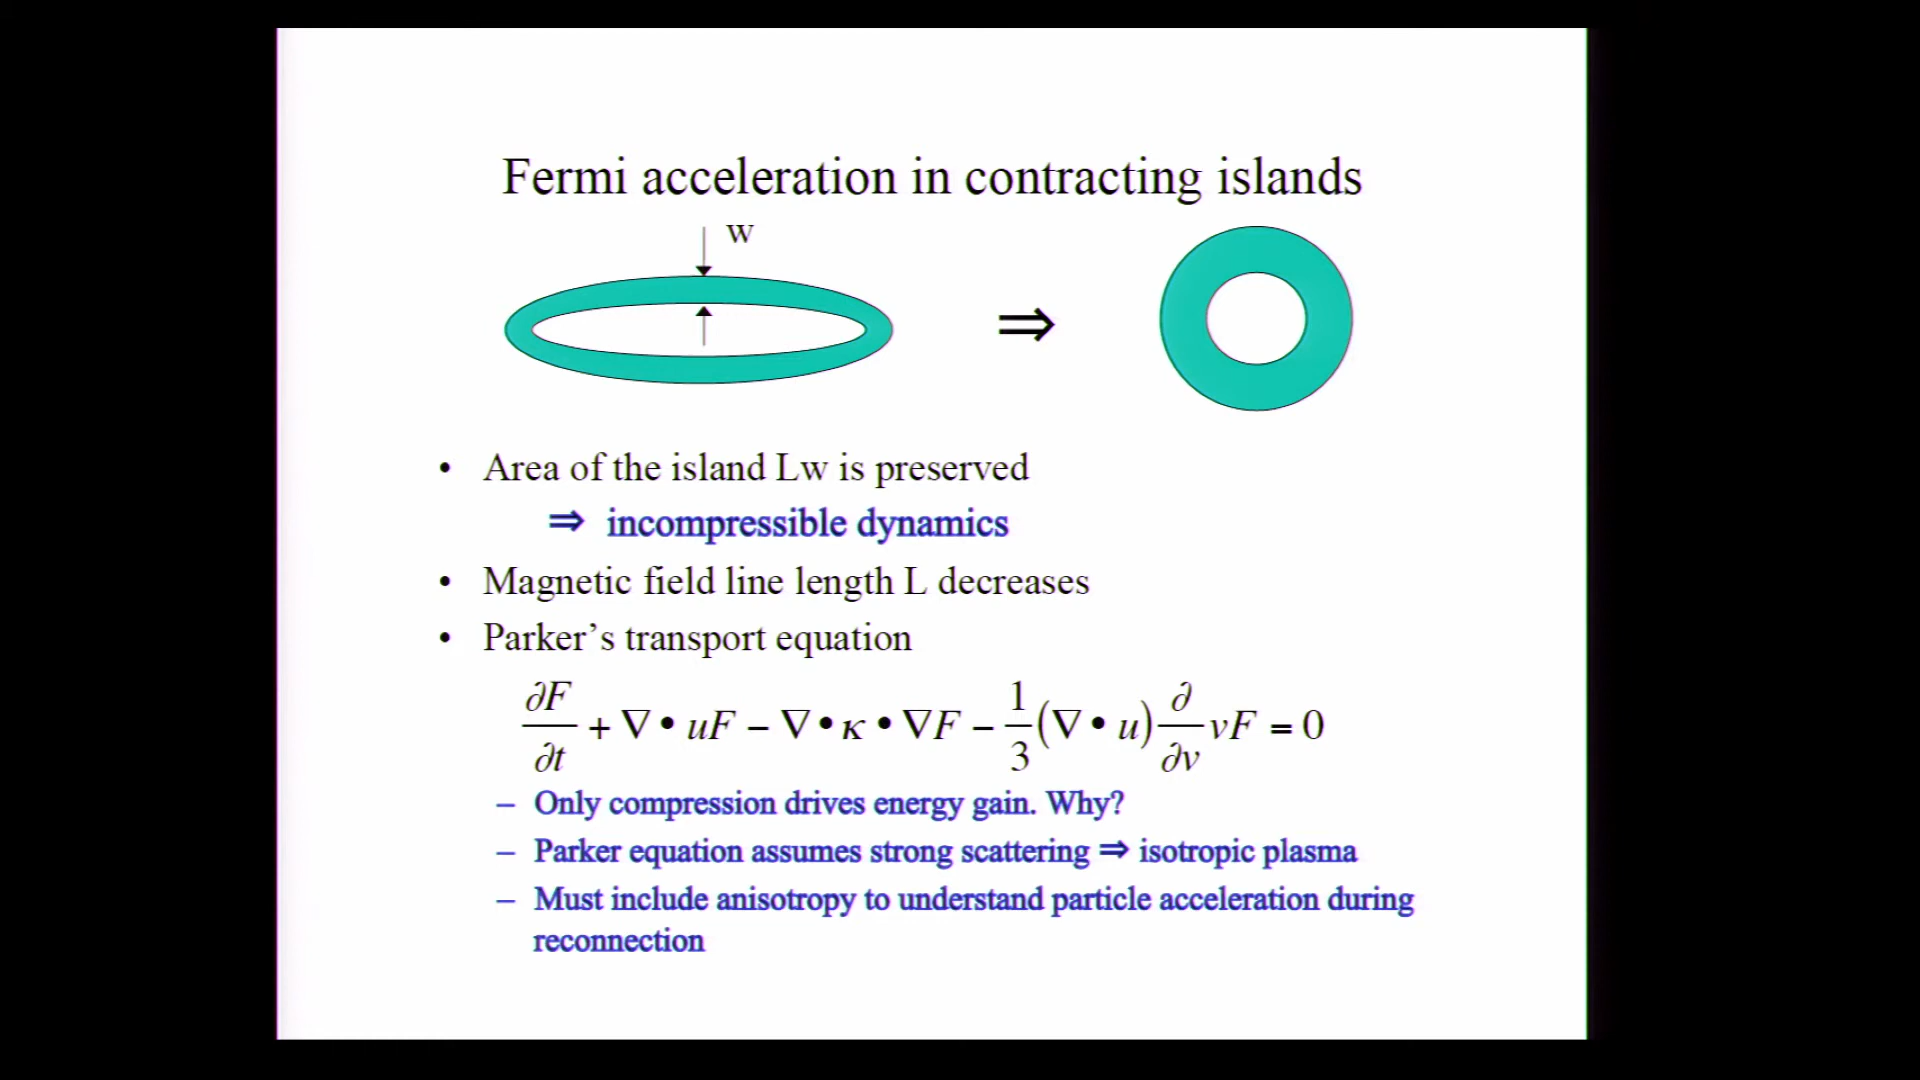 Fermi acceleration in contracting islands
w
⇒
• Area of the island Lw is preserved
⇒ incompressible dynamics
• Magnetic field line length L decreases
• Parker’s transport equation
∂F/∂t + ∇ • uF − ∇ • κ • ∇F − 1/3 (∇ • u) ∂/∂v vF = 0
– Only compression drives energy gain. Why?
– Parker equation assumes strong scattering ⇒ isotropic plasma
– Must include anisotropy to understand particle acceleration during
reconnection